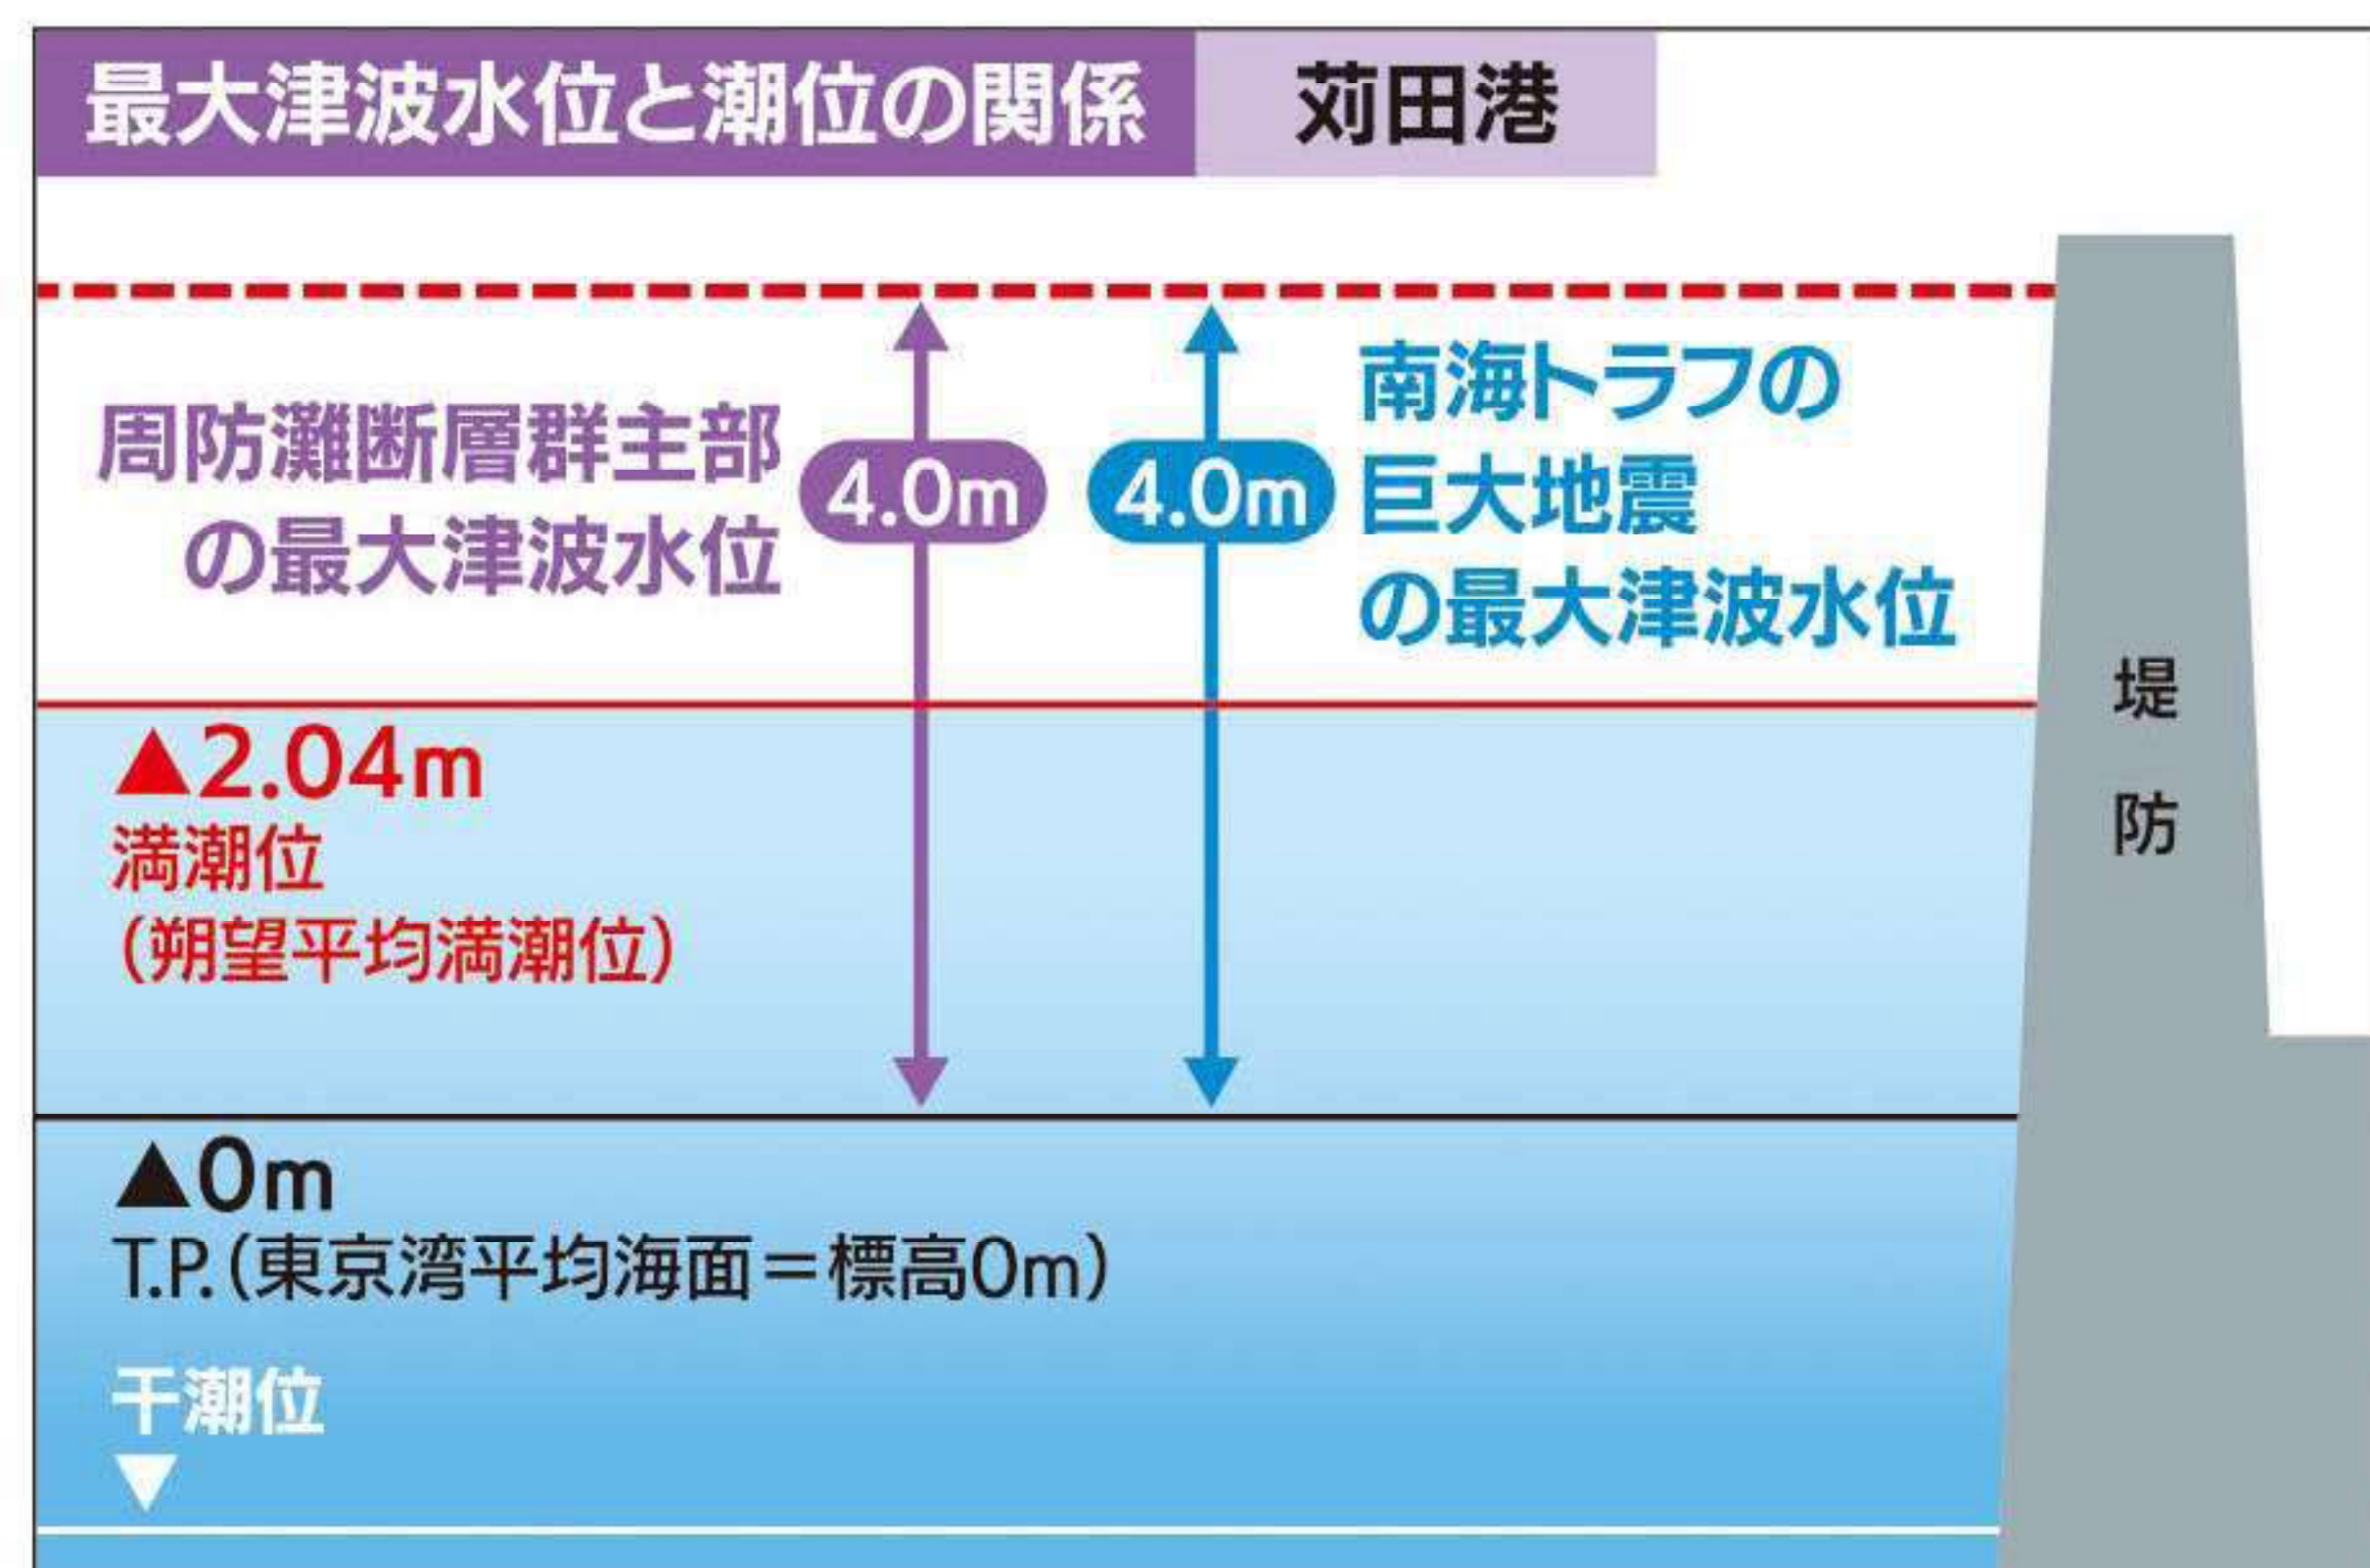 最大津波水位と潮位の関係
苅田港
周防灘断層群主部
の最大津波水位
4.0m
4.0m
南海トラフの
巨大地震
の最大津波水位
▲2.04m
満潮位
（朔望平均満潮位）
堤
防
▲0m
T.P.（東京湾平均海面＝標高0m）
干潮位
▼